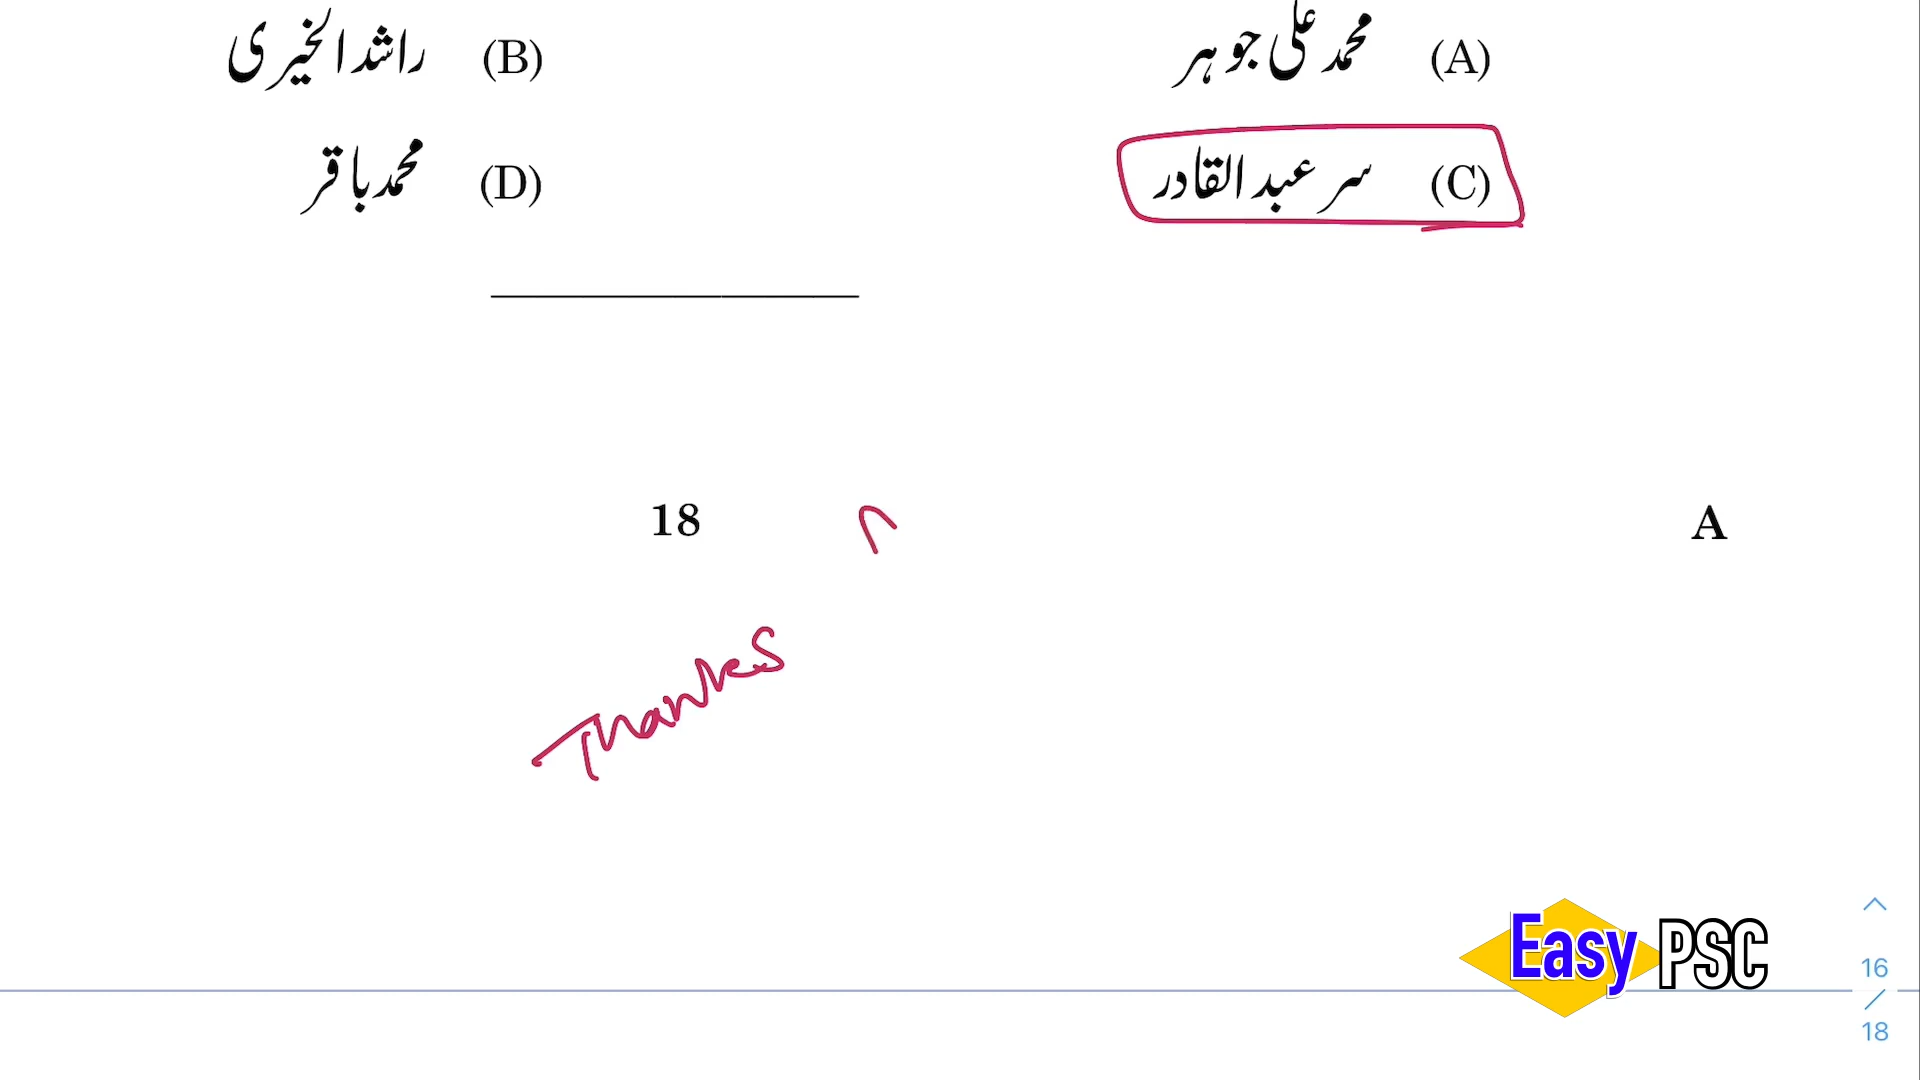 (A) محمد علی جوہر (B) راشد الخیری
(C) سر عبدالقادر (D) محمد باقر
18 A
Thanks
Easy PSC
16
/
18